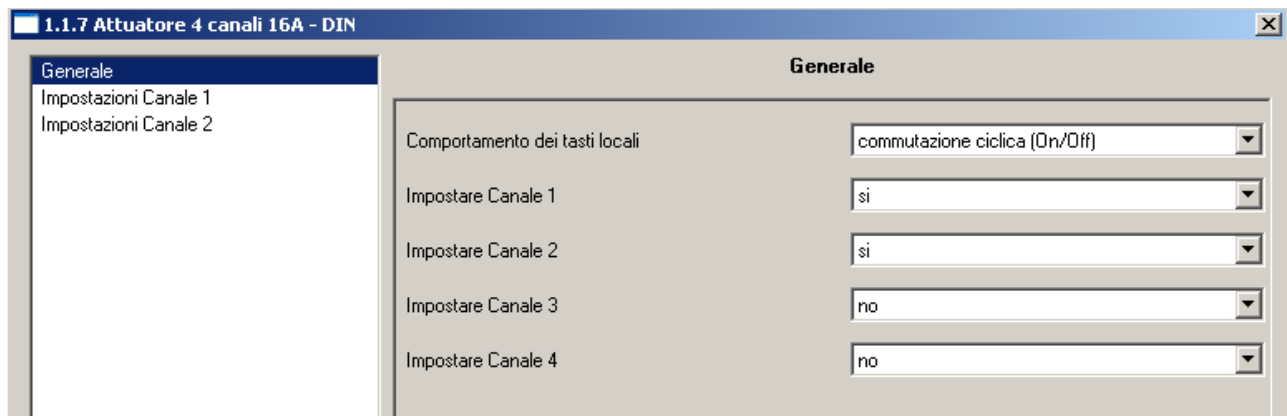 1.1.7 Attuatore 4 canali 16A - DIN
Generale
Impostazioni Canale 1
Impostazioni Canale 2
Generale
Comportamento dei tasti locali
commutazione ciclica (On/Off)
Impostare Canale 1
si
Impostare Canale 2
si
Impostare Canale 3
no
Impostare Canale 4
no